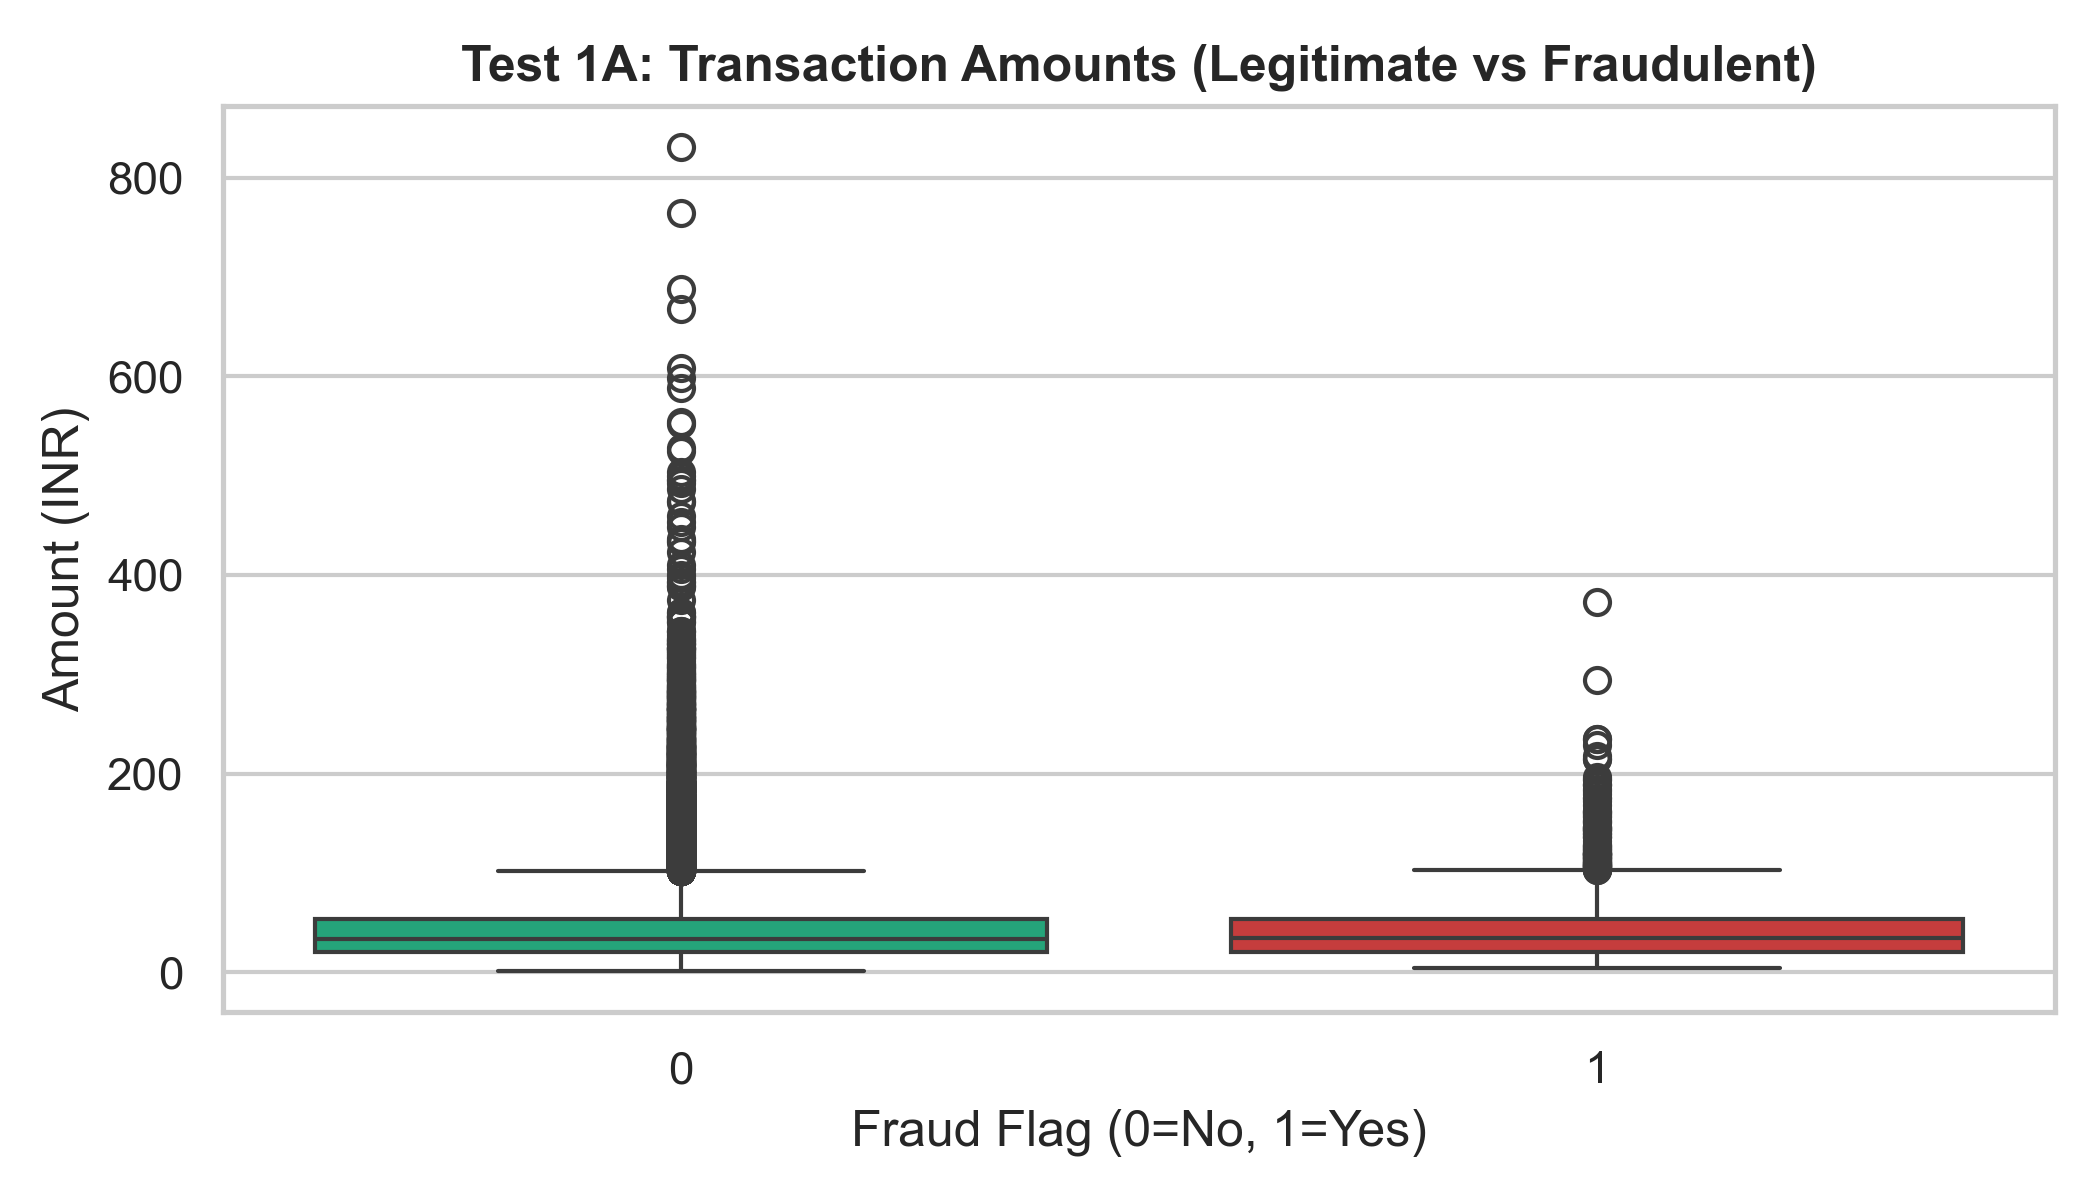 Test 1A: Transaction Amounts (Legitimate vs Fraudulent)
Amount (INR)
800
600
400
200
0
0 1
Fraud Flag (0=No, 1=Yes)